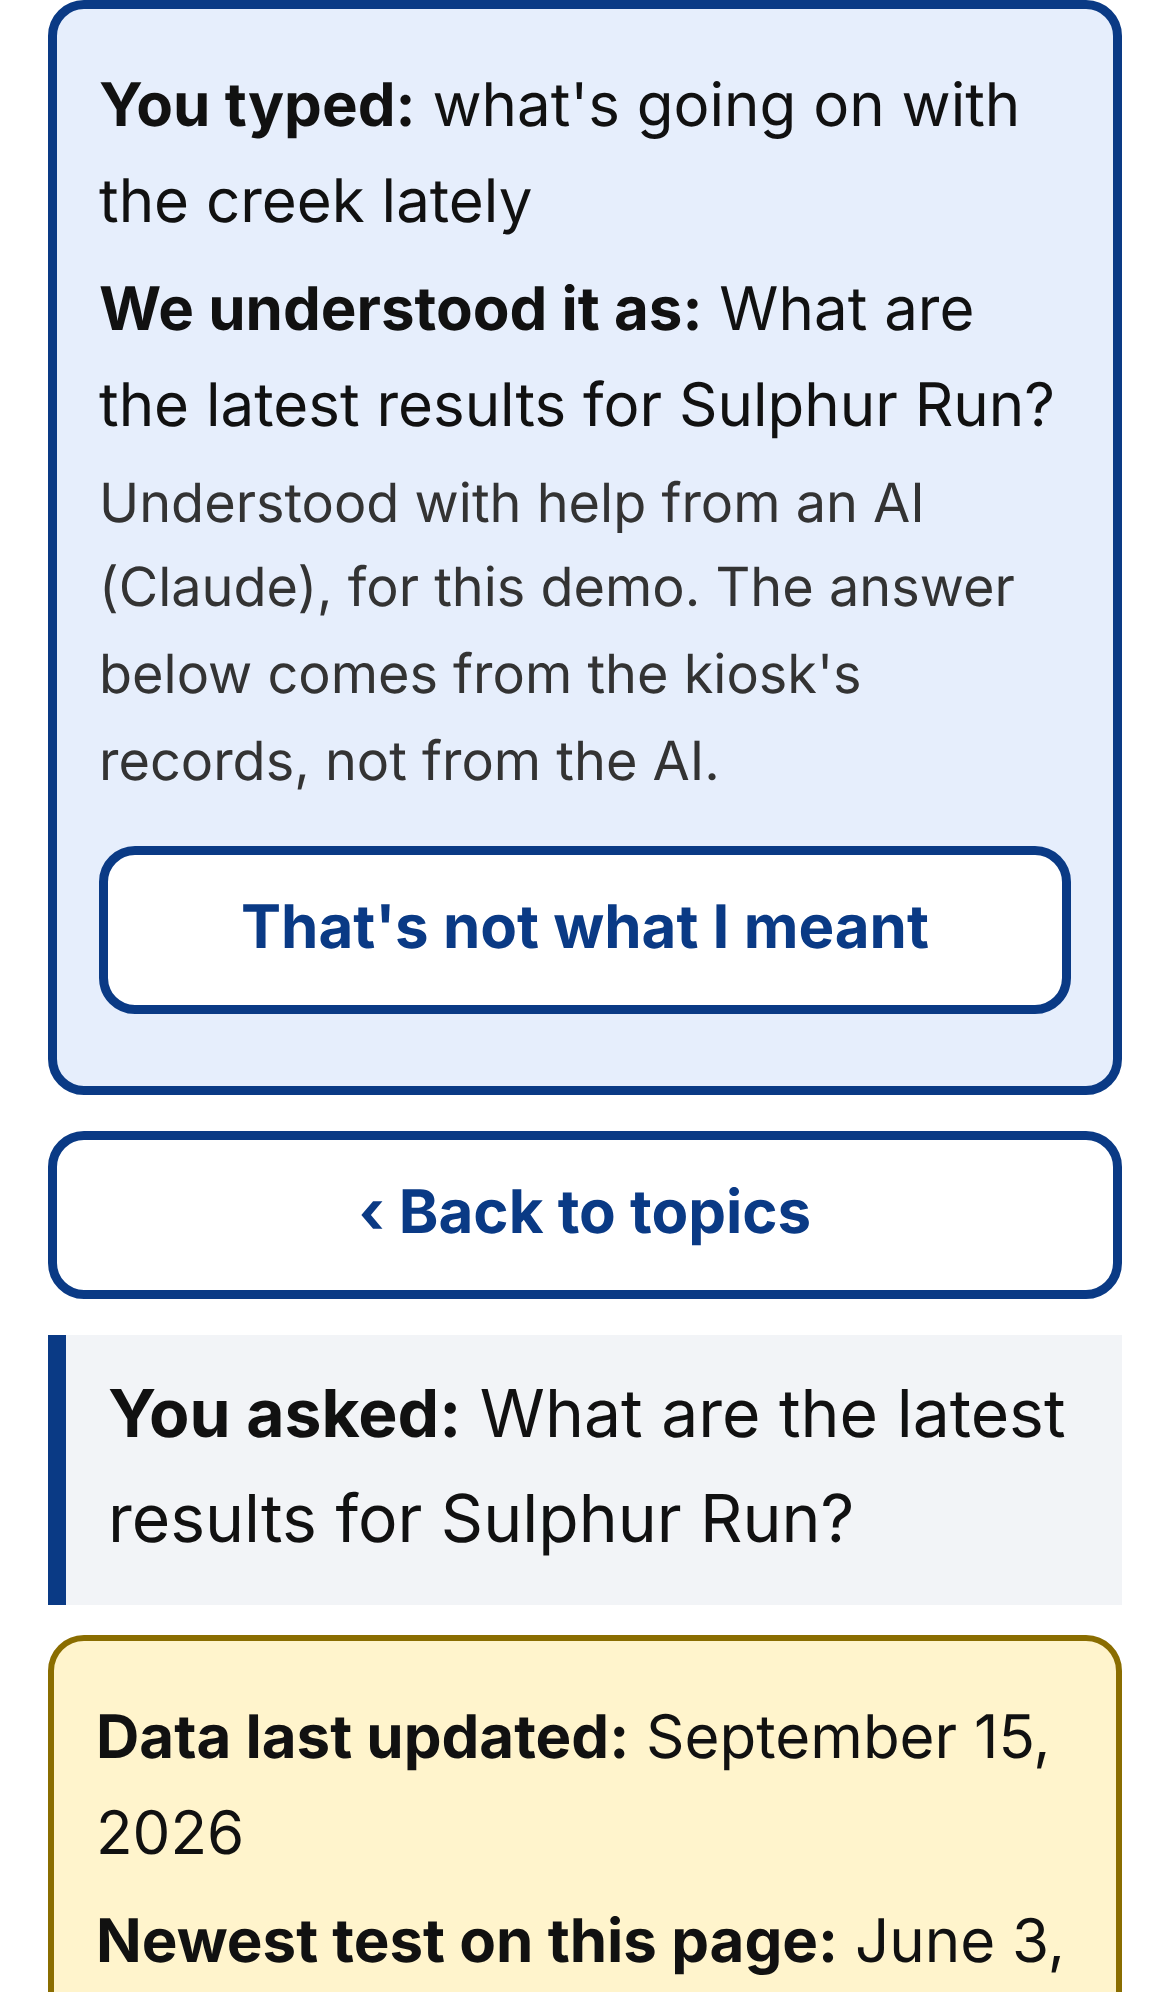 You typed: what's going on with
the creek lately
We understood it as: What are
the latest results for Sulphur Run?
Understood with help from an AI
(Claude), for this demo. The answer
below comes from the kiosk's
records, not from the AI.
That's not what I meant
‹ Back to topics
You asked: What are the latest
results for Sulphur Run?
Data last updated: September 15,
2026
Newest test on this page: June 3,